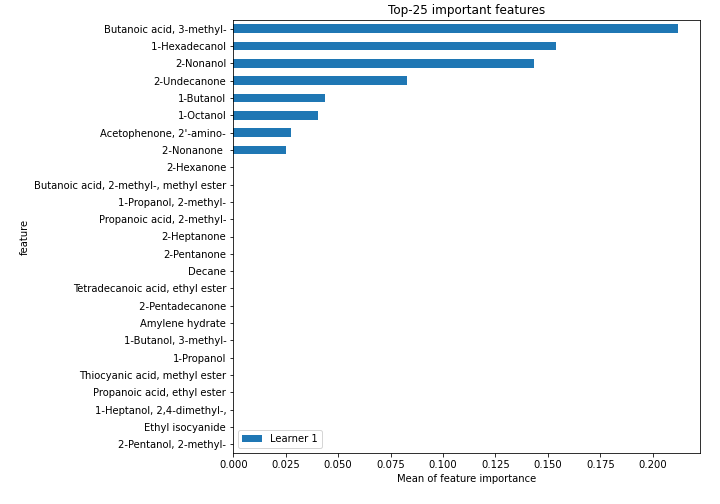 Top-25 important features
Butanoic acid, 3-methyl-
1-Hexadecanol
2-Nonanol
2-Undecanone
1-Butanol
1-Octanol
Acetophenone, 2'-amino-
2-Nonanone
2-Hexanone
Butanoic acid, 2-methyl-, methyl ester
1-Propanol, 2-methyl-
Propanoic acid, 2-methyl-
2-Heptanone
2-Pentanone
Decane
Tetradecanoic acid, ethyl ester
2-Pentadecanone
Amylene hydrate
1-Butanol, 3-methyl-
1-Propanol
Thiocyanic acid, methyl ester
Propanoic acid, ethyl ester
1-Heptanol, 2,4-dimethyl-,
Ethyl isocyanide
2-Pentanol, 2-methyl-
feature
Learner 1
0.000 0.025 0.050 0.075 0.100 0.125 0.150 0.175 0.200
Mean of feature importance